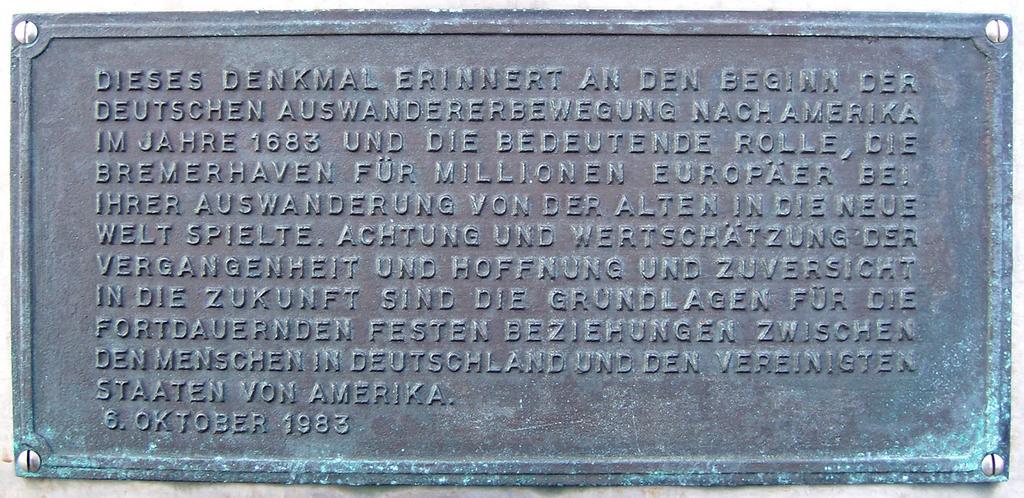 DIESES DENKMAL ERINNERT AN DEN BEGINN DER
DEUTSCHEN AUSWANDERERBEWEGUNG NACH AMERIKA
IM JAHRE 1683 UND DIE BEDEUTENDE ROLLE, DIE
BREMERHAVEN FÜR MILLIONEN EUROPÄER BEI
IHRER AUSWANDERUNG VON DER ALTEN IN DIE NEUE
WELT SPIELTE. ACHTUNG UND WERTSCHÄTZUNG DER
VERGANGENHEIT UND HOFFNUNG UND ZUVERSICHT
IN DIE ZUKUNFT SIND DIE GRUNDLAGEN FÜR DIE
FORTDAUERNDEN FESTEN BEZIEHUNGEN ZWISCHEN
DEN MENSCHEN IN DEUTSCHLAND UND DEN VEREINIGTEN
STAATEN VON AMERIKA.
6. OKTOBER 1983